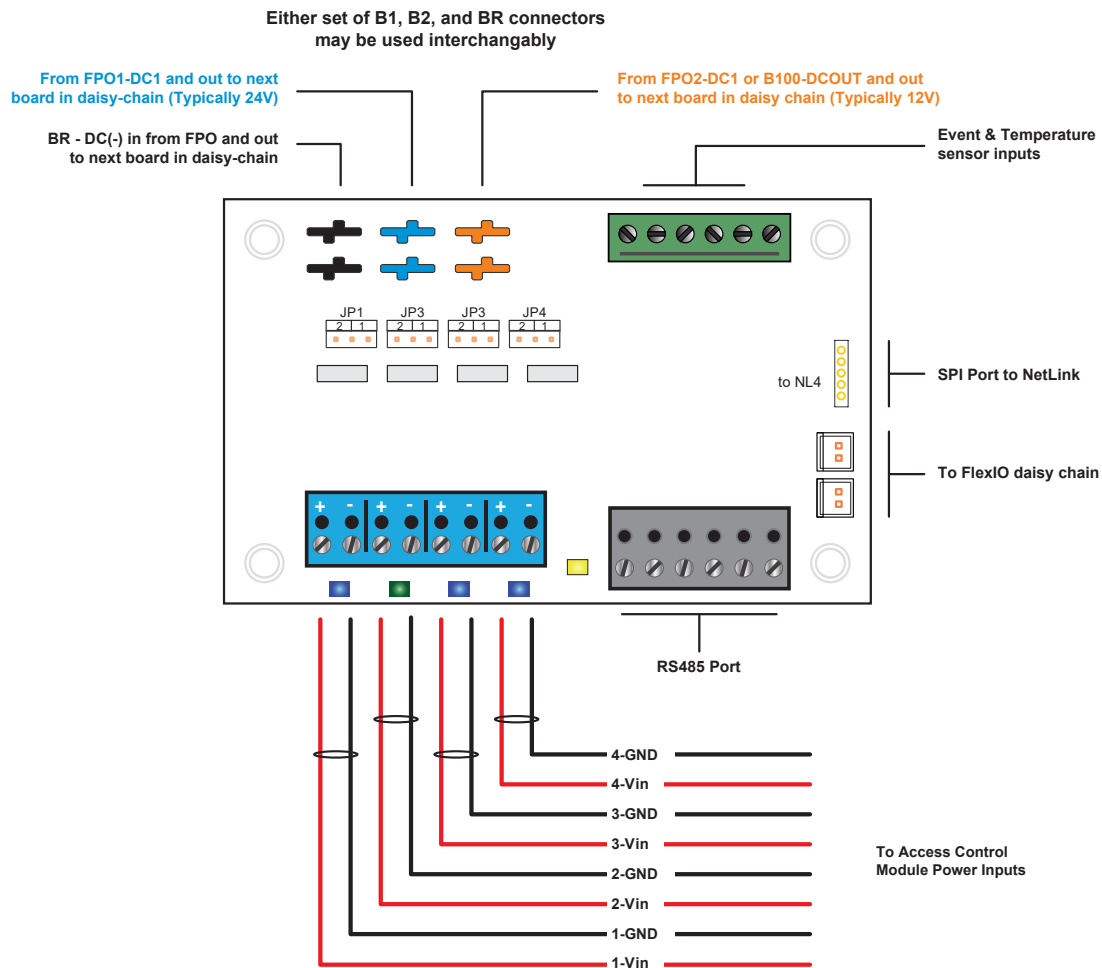 Either set of B1, B2, and BR connectors
may be used interchangably
From FPO1-DC1 and out to next
board in daisy-chain (Typically 24V)
From FPO2-DC1 or B100-DCOUT and out
to next board in daisy chain (Typically 12V)
BR - DC(-) in from FPO and out
to next board in daisy-chain
Event & Temperature
sensor inputs
JP1
JP3
JP3
JP4
2 1
2 1
2 1
2 1
to NL4
SPI Port to NetLink
To FlexIO daisy chain
+ - + - + - + -
RS485 Port
4-GND
4-Vin
3-GND
3-Vin
2-GND
2-Vin
1-GND
1-Vin
To Access Control
Module Power Inputs